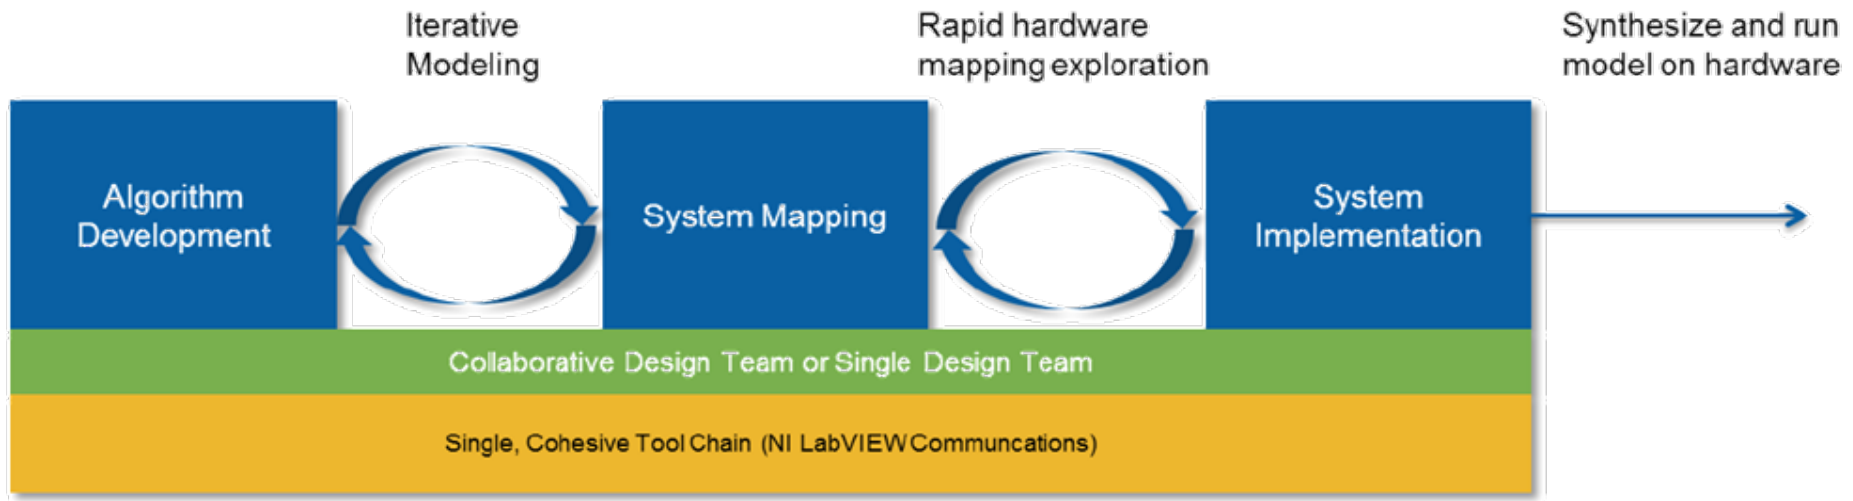 Iterative
Modeling
Rapid hardware
mapping exploration
Synthesize and run
model on hardware
Algorithm
Development
System Mapping
System
Implementation
Collaborative Design Team or Single Design Team
Single, Cohesive Tool Chain (NI LabVIEW Communcations)